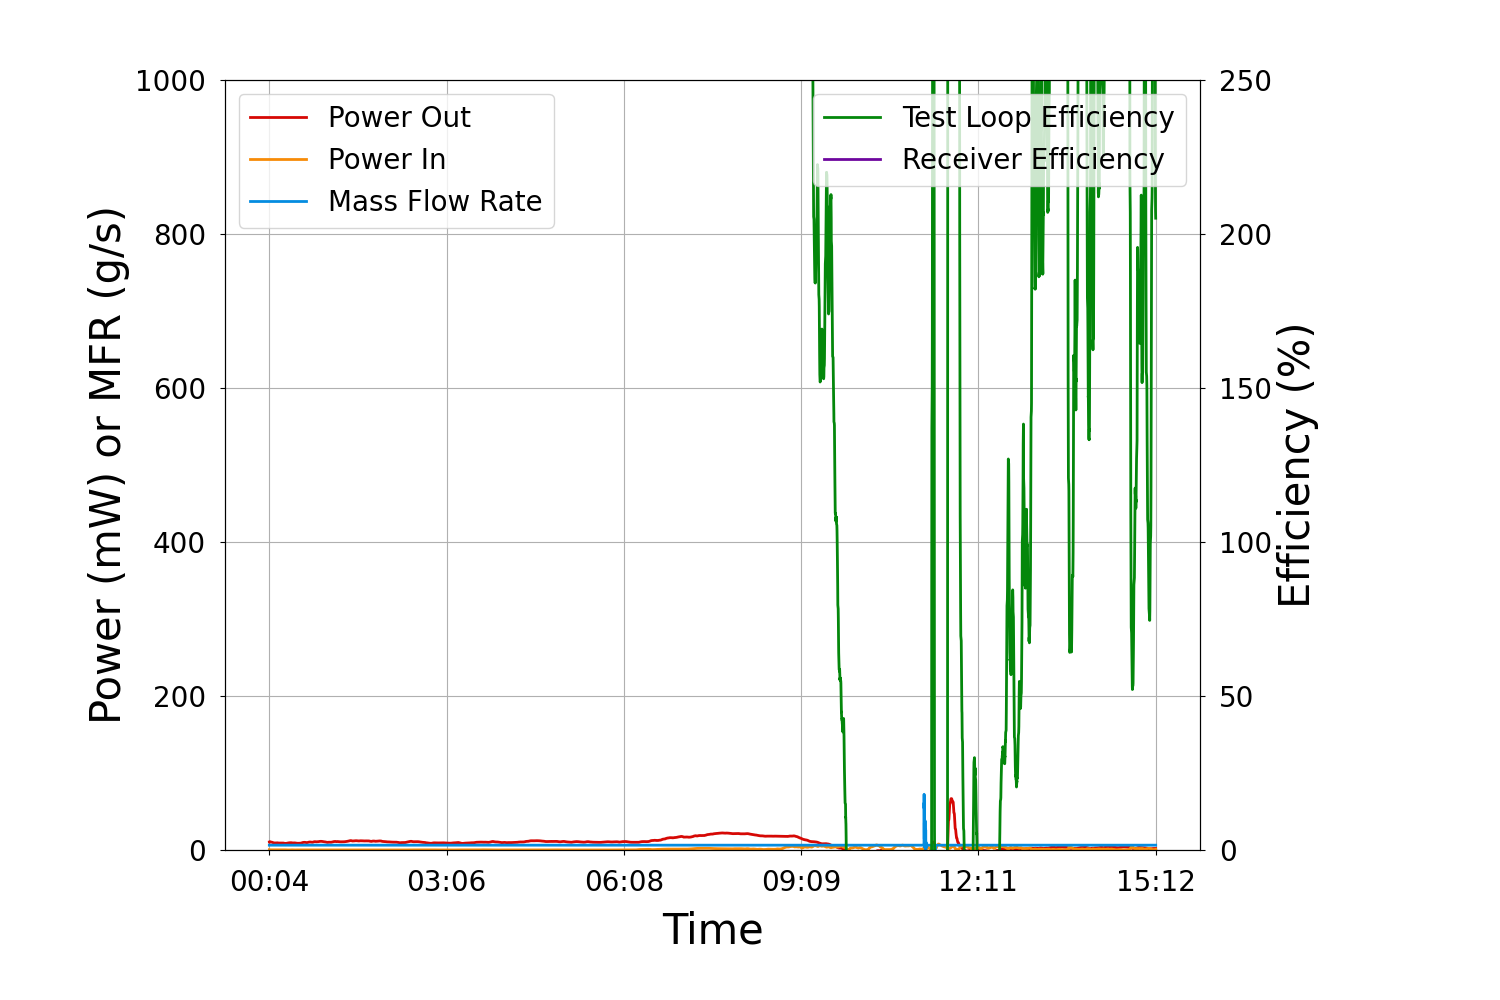 Power Out
Power In
Mass Flow Rate
Test Loop Efficiency
Receiver Efficiency
1000
800
600
400
200
0
250
200
150
100
50
0
00:04
03:06
06:08
09:09
12:11
15:12
Time
Power (mW) or MFR (g/s)
Efficiency (%)